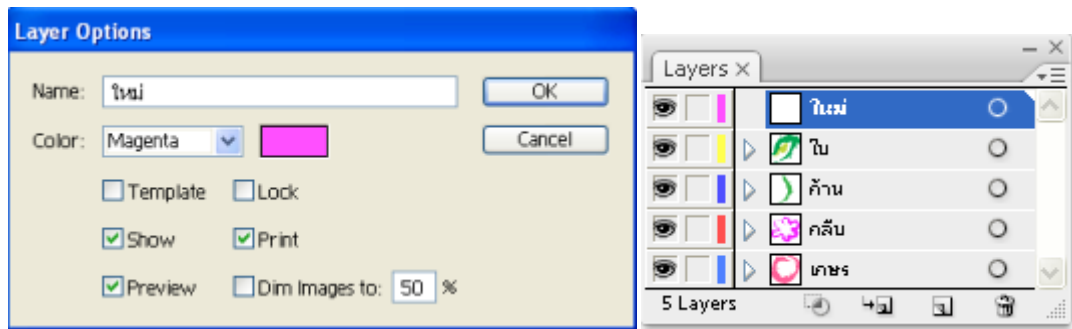 Layer Options
Name: ใหม่ OK
Color: Magenta Cancel
Template Lock
Show Print
Preview Dim Images to: 50 %
Layers
ใหม่
ใบ
ก้าน
กลีบ
เกษร
5 Layers